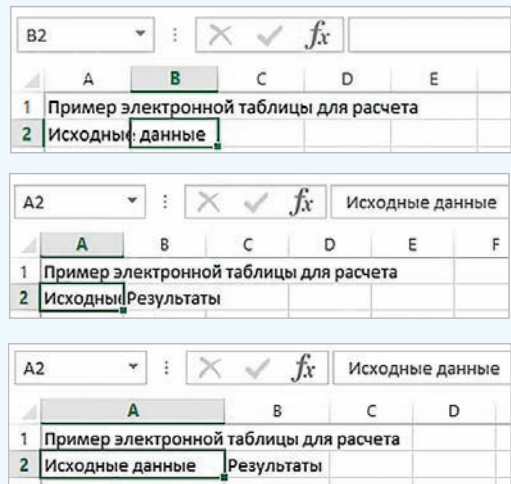 B2 fx
A B C D E
1 Пример электронной таблицы для расчета
2 Исходные данные
A2 fx Исходные данные
A B C D E F
1 Пример электронной таблицы для расчета
2 Исходны Результаты
A2 fx Исходные данные
A B C D
1 Пример электронной таблицы для расчета
2 Исходные данные Результаты